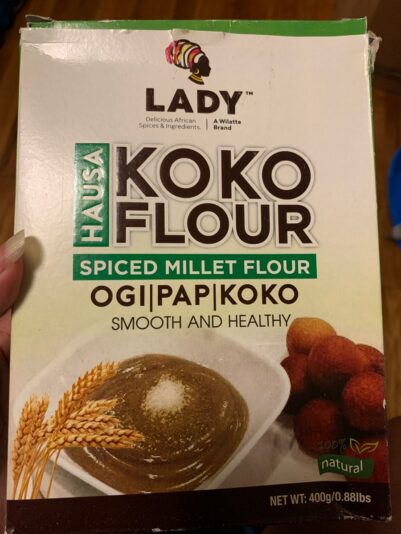 LADY™
Delicious African
Spices & Ingredients.
A Wilatte
Brand
HAUSA
KOKO
FLOUR
SPICED MILLET FLOUR
OGI|PAP|KOKO
SMOOTH AND HEALTHY
100%
natural
NET WT: 400g/0.88lbs